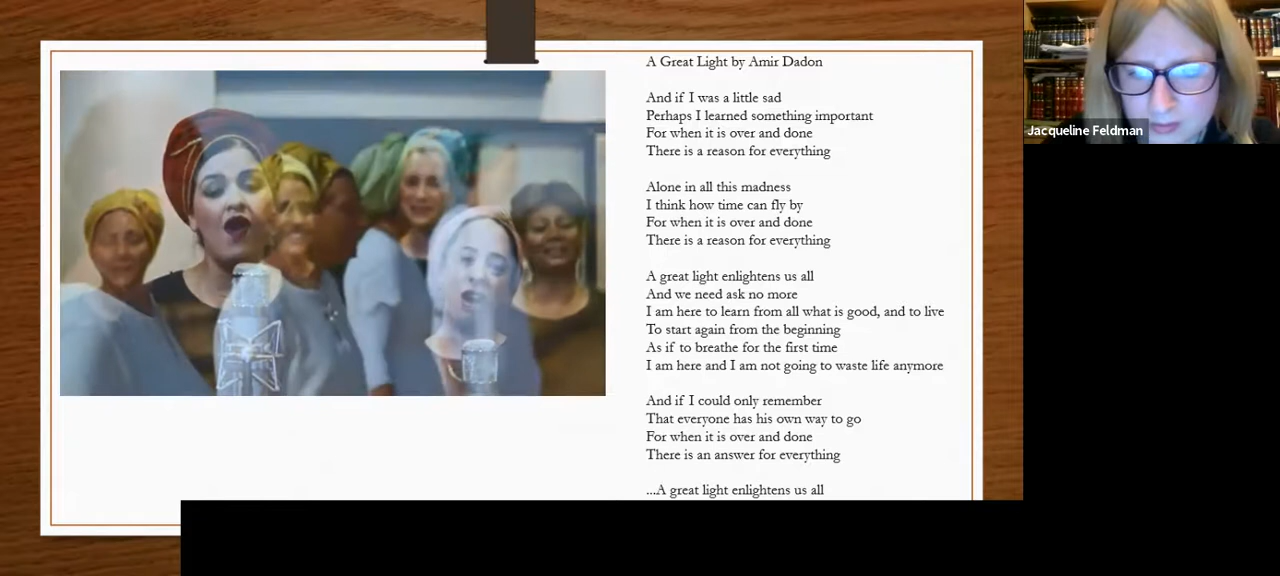 A Great Light by Amir Dadon
And if I was a little sad
Perhaps I learned something important
For when it is over and done
There is a reason for everything
Alone in all this madness
I think how time can fly by
For when it is over and done
There is a reason for everything
A great light enlightens us all
And we need ask no more
I am here to learn from all what is good, and to live
To start again from the beginning
As if to breathe for the first time
I am here and I am not going to waste life anymore
And if I could only remember
That everyone has his own way to go
For when it is over and done
There is an answer for everything
...A great light enlightens us all
Jacqueline Feldman